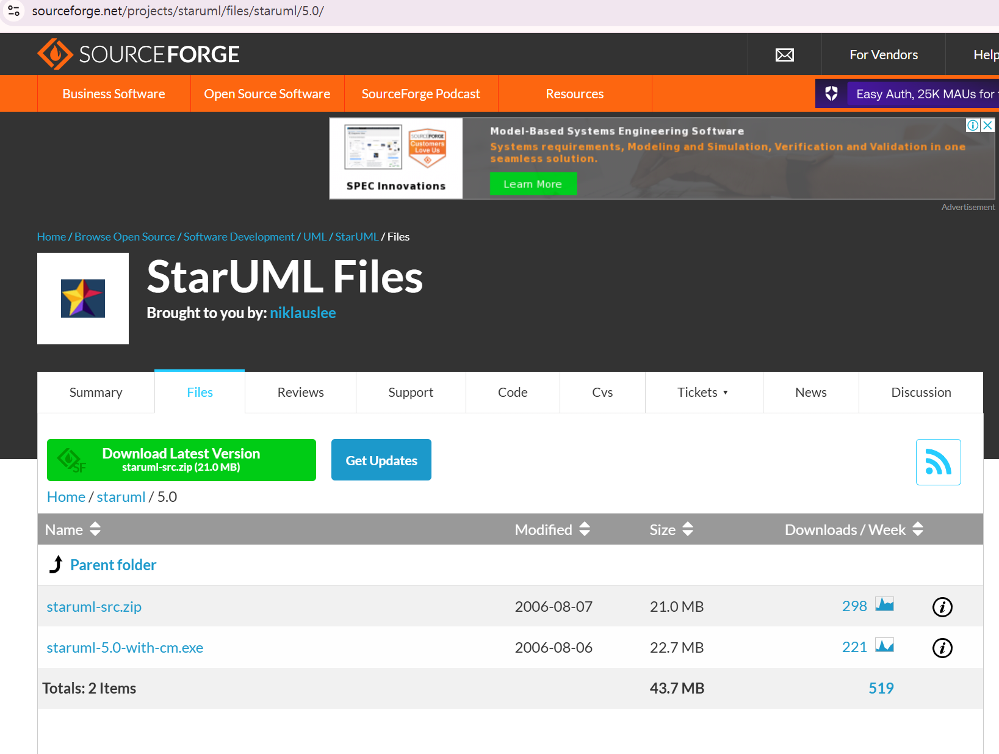 sourceforge.net/projects/staruml/files/staruml/5.0/
SOURCEFORGE
For Vendors
Help
Business Software
Open Source Software
SourceForge Podcast
Resources
Easy Auth, 25K MAUs for
Model-Based Systems Engineering Software
Systems requirements, Modeling and Simulation, Verification and Validation in one
seamless solution.
SOURCEFORGE
Customers
Love Us
SPEC Innovations
Learn More
Advertisement
Home / Browse Open Source / Software Development / UML / StarUML / Files
StarUML Files
Brought to you by: niklauslee
Summary
Files
Reviews
Support
Code
Cvs
Tickets ▾
News
Discussion
SF
Download Latest Version
staruml-src.zip (21.0 MB)
Get Updates
Home / staruml / 5.0
Name Modified Size Downloads / Week
Parent folder
staruml-src.zip 2006-08-07 21.0 MB 298 i
staruml-5.0-with-cm.exe 2006-08-06 22.7 MB 221 i
Totals: 2 Items 43.7 MB 519